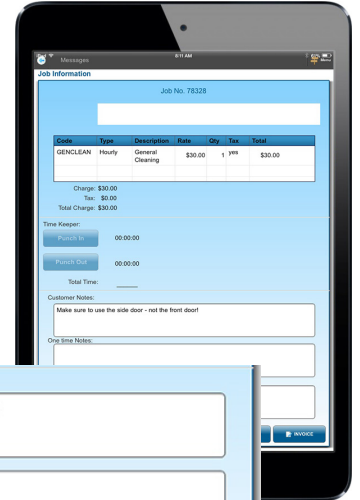 iPad
8:11 AM
Messages
Menu
Job Information
Job No. 78328
Code Type Description Rate Qty Tax Total
GENCLEAN Hourly General Cleaning $30.00 1 yes $30.00
Charge: $30.00
Tax: $0.00
Total Charge: $30.00
Time Keeper:
Punch In 00:00:00
Punch Out 00:00:00
Total Time:
Customer Notes:
Make sure to use the side door - not the front door!
One time Notes:
INVOICE